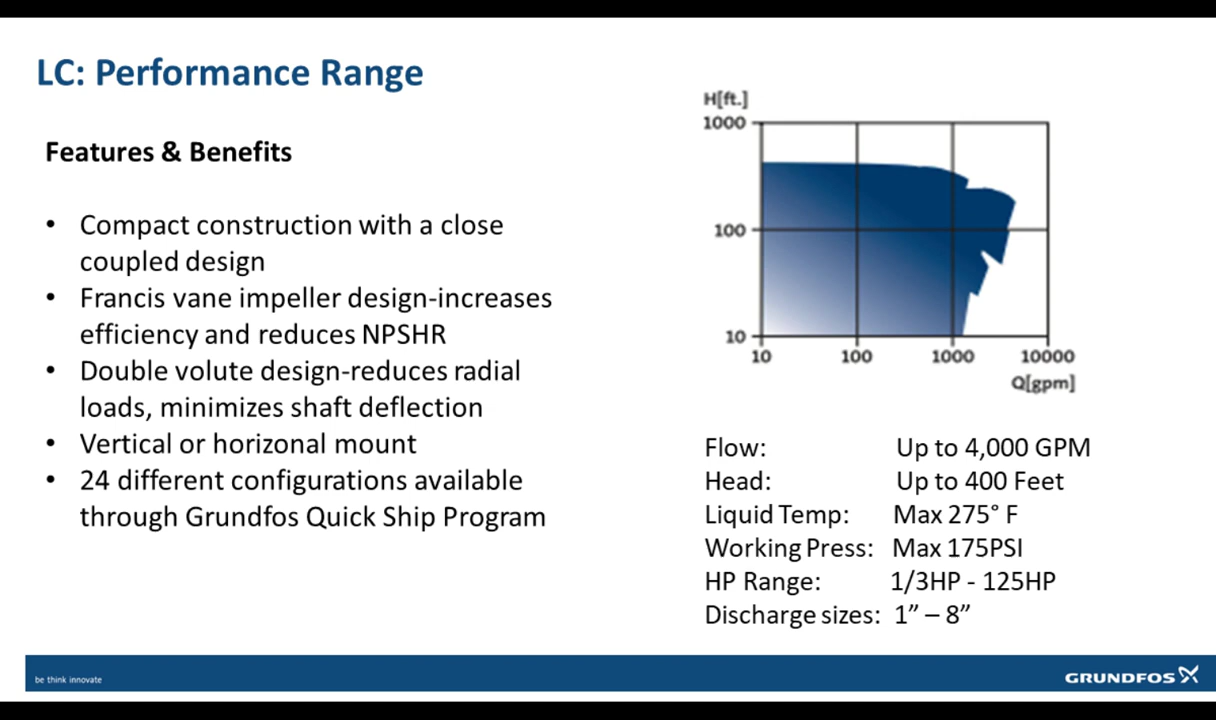 LC: Performance Range
Features & Benefits
• Compact construction with a close
coupled design
• Francis vane impeller design-increases
efficiency and reduces NPSHR
• Double volute design-reduces radial
loads, minimizes shaft deflection
• Vertical or horizonal mount
• 24 different configurations available
through Grundfos Quick Ship Program
H[ft.]
1000
100
10
10 100 1000 10000
Q[gpm]
Flow: Up to 4,000 GPM
Head: Up to 400 Feet
Liquid Temp: Max 275° F
Working Press: Max 175PSI
HP Range: 1/3HP - 125HP
Discharge sizes: 1” – 8”
be think innovate
GRUNDFOS